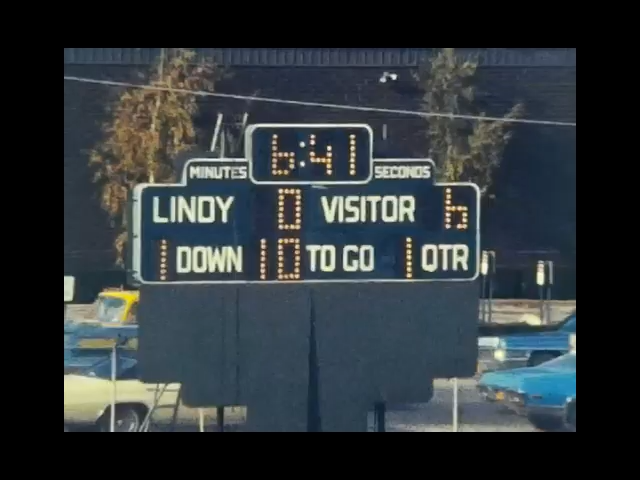 6:41
MINUTES SECONDS
LINDY 0 VISITOR 6
1 DOWN 10 TO GO 1 QTR